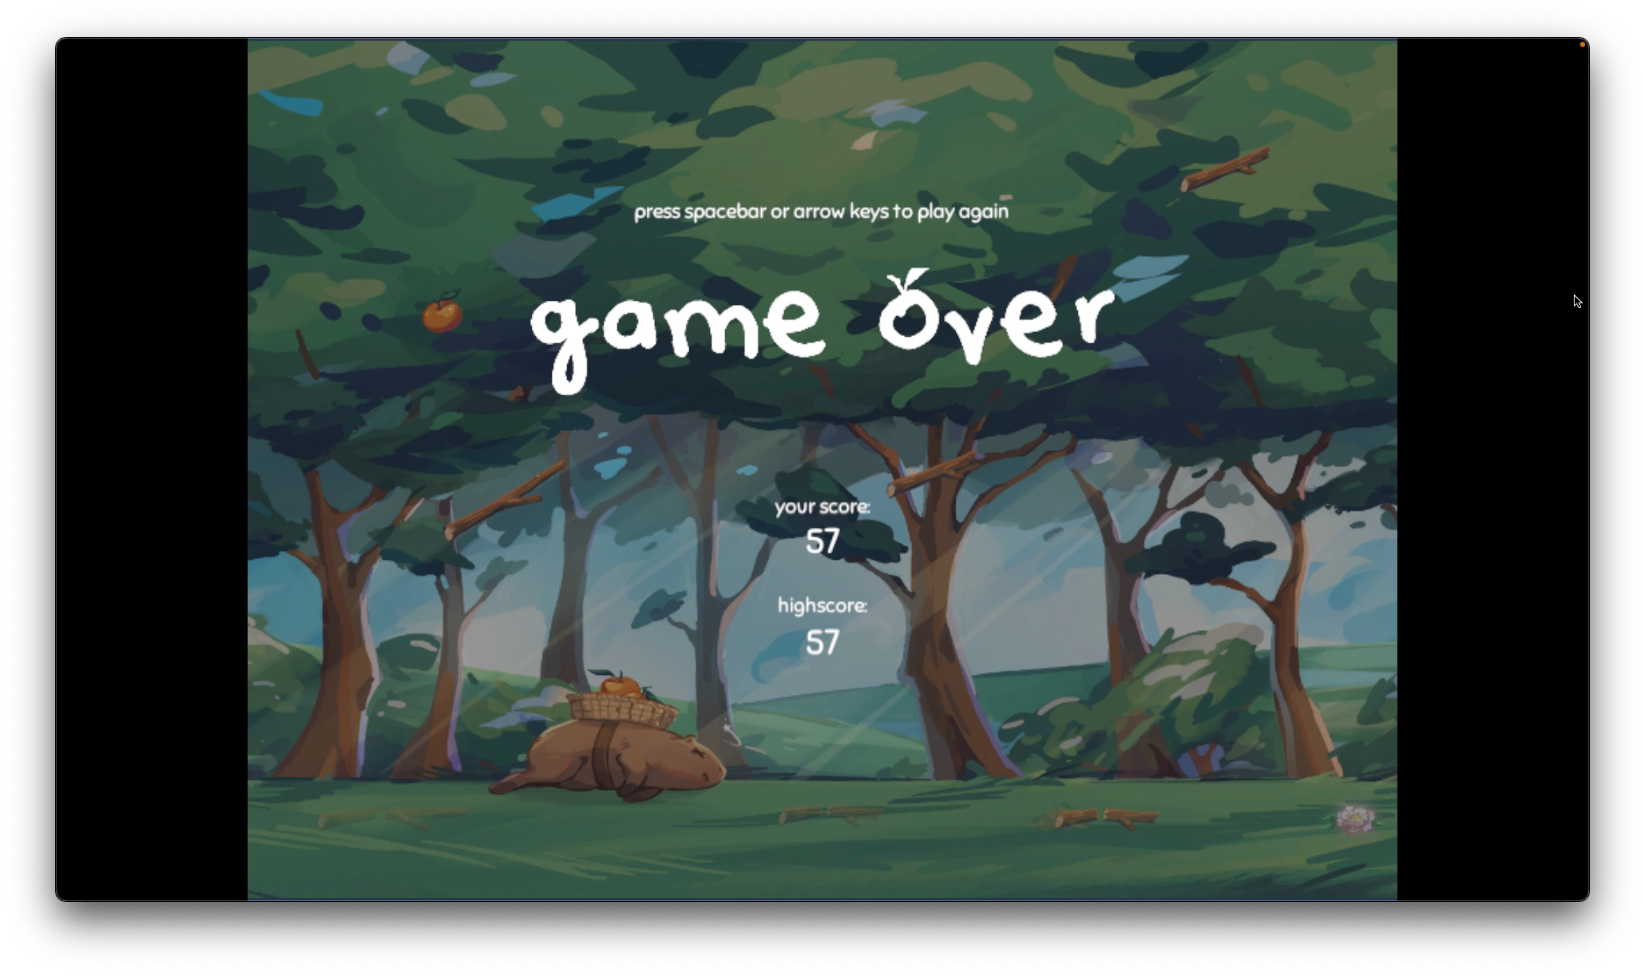 press spacebar or arrow keys to play again
game over
your score:
57
highscore:
57